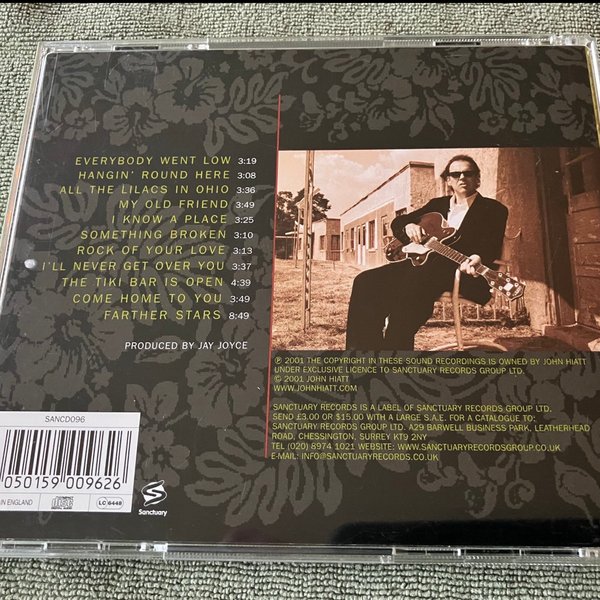 EVERYBODY WENT LOW 3:19
HANGIN' ROUND HERE 3:08
ALL THE LILACS IN OHIO 3:36
MY OLD FRIEND 3:49
I KNOW A PLACE 3:25
SOMETHING BROKEN 3:10
ROCK OF YOUR LOVE 3:13
I'LL NEVER GET OVER YOU 3:37
THE TIKI BAR IS OPEN 4:39
COME HOME TO YOU 3:49
FARTHER STARS 8:49
PRODUCED BY JAY JOYCE
℗ 2001 THE COPYRIGHT IN THESE SOUND RECORDINGS IS OWNED BY JOHN HIATT
UNDER EXCLUSIVE LICENCE TO SANCTUARY RECORDS GROUP LTD.
© 2001 JOHN HIATT
WWW.JOHNHIATT.COM
SANCTUARY RECORDS IS A LABEL OF SANCTUARY RECORDS GROUP LTD.
SEND £3.00 OR $15.00 WITH A LARGE S.A.E. FOR A CATALOGUE TO:
SANCTUARY RECORDS GROUP LTD. A29 BARWELL BUSINESS PARK, LEATHERHEAD
ROAD, CHESSINGTON, SURREY KT9 2NY
TEL (020) 8974 1021 WEBSITE: WWW.SANCTUARYRECORDSGROUP.CO.UK
E-MAIL: INFO@SANCTUARYRECORDS.CO.UK
SANCD096
050159 009626
IN ENGLAND
LC 6448
Sanctuary